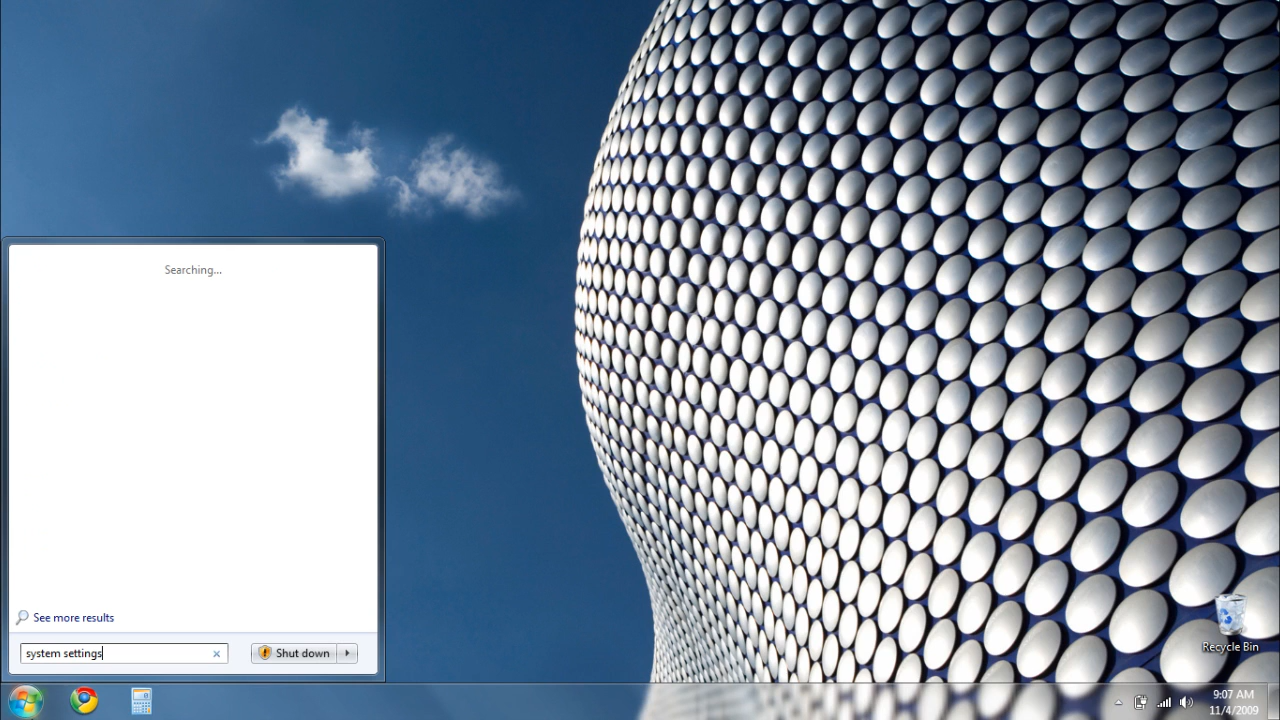 Searching...
See more results
system settings
Shut down
Recycle Bin
9:07 AM
11/4/2009